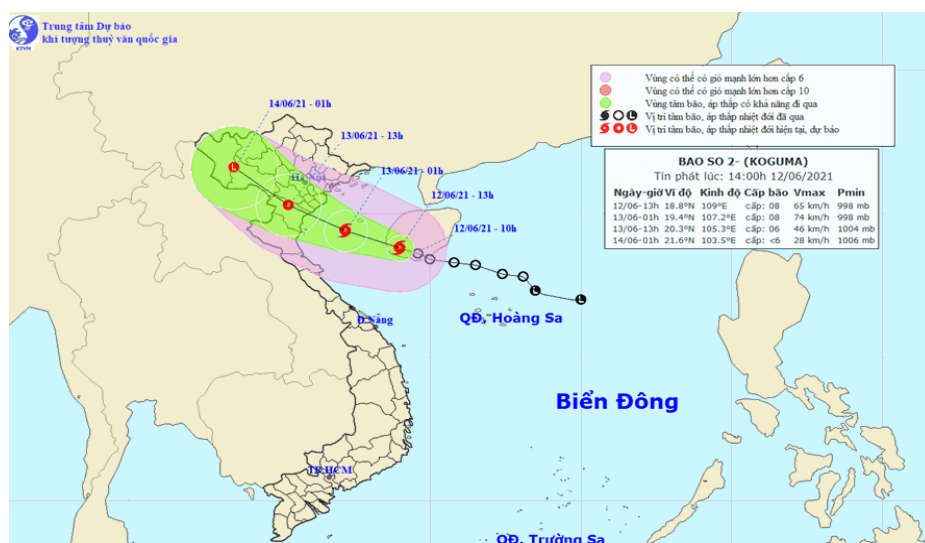 Trung tâm Dự báo
khí tượng thuỷ văn quốc gia
KTVN
Vùng có thể có gió mạnh lớn hơn cấp 6
Vùng có thể có gió mạnh lớn hơn cấp 10
Vùng tâm bão, áp thấp có khả năng đi qua
Vị trí tâm bão, áp thấp nhiệt đới đã qua
Vị trí tâm bão, áp thấp nhiệt đới hiện tại, dự báo
BAO SO 2- (KOGUMA)
Tin phát lúc: 14:00h 12/06/2021
Ngày-giờ Vĩ độ Kinh độ Cấp bão Vmax Pmin
12/06-13h 18.8°N 109°E cấp: 08 65 km/h 998 mb
13/06-01h 19.4°N 107.2°E cấp: 08 74 km/h 998 mb
13/06-13h 20.3°N 105.3°E cấp: 06 46 km/h 1004 mb
14/06-01h 21.6°N 103.5°E cấp: <6 28 km/h 1006 mb
14/06/21 - 01h
13/06/21 - 13h
13/06/21 - 01h
Hà Nội
12/06/21 - 13h
12/06/21 - 10h
QĐ, Hoàng Sa
Đ.Nẵng
Biển Đông
TP.HCM
QĐ, Trường Sa